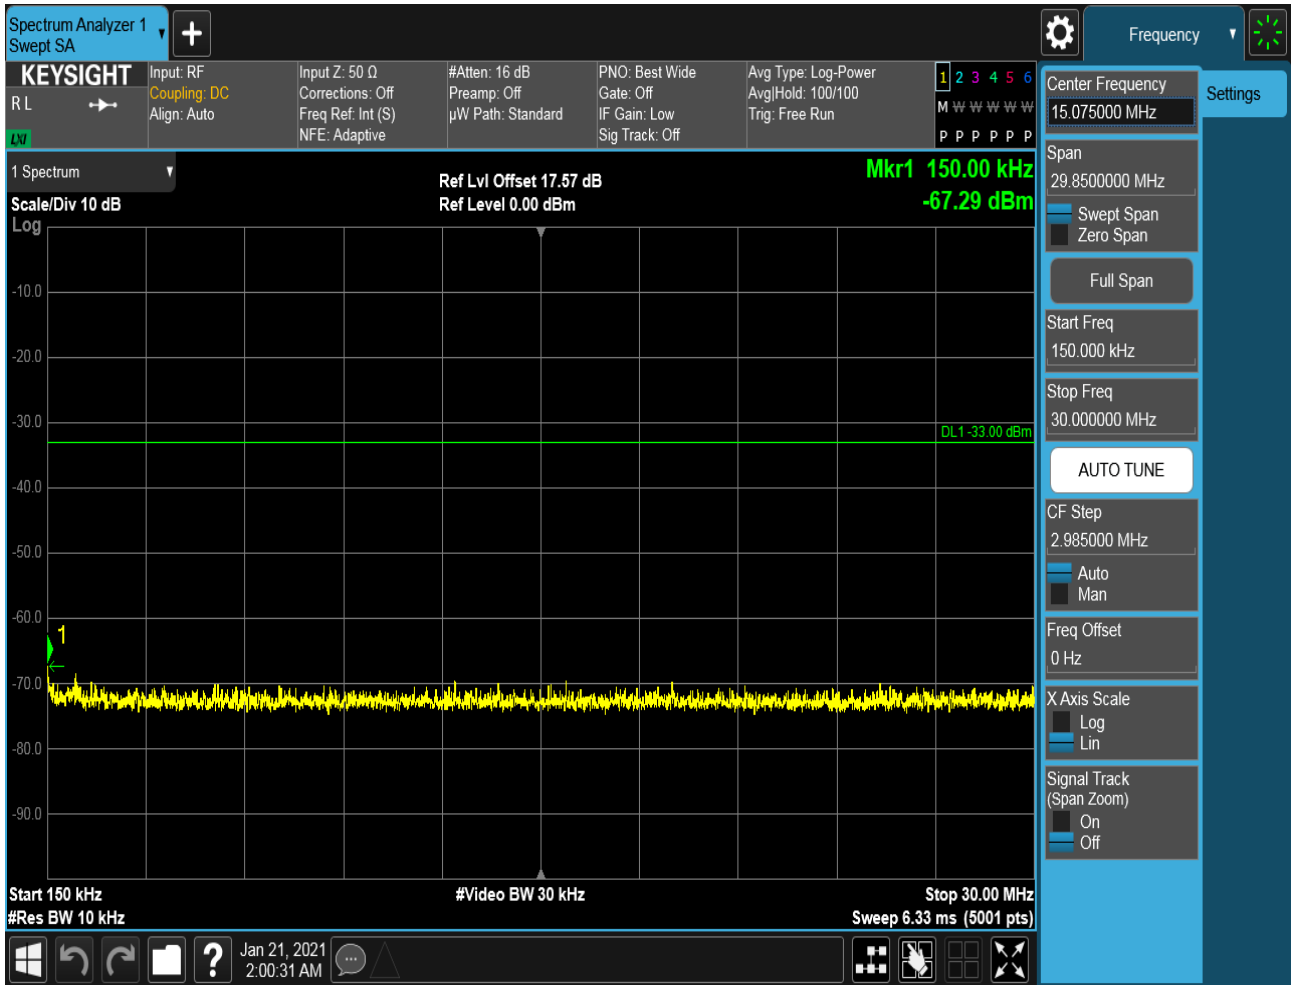 Spectrum Analyzer 1
Swept SA
Frequency
KEYSIGHT
R L
LXI
Input: RF
Coupling: DC
Align: Auto
Input Z: 50 Ω
Corrections: Off
Freq Ref: Int (S)
NFE: Adaptive
#Atten: 16 dB
Preamp: Off
µW Path: Standard
PNO: Best Wide
Gate: Off
IF Gain: Low
Sig Track: Off
Avg Type: Log-Power
Avg|Hold: 100/100
Trig: Free Run
1 2 3 4 5 6
M W W W W W
P P P P P P
1 Spectrum
Scale/Div 10 dB
Log
Ref Lvl Offset 17.57 dB
Ref Level 0.00 dBm
Mkr1 150.00 kHz
-67.29 dBm
-10.0
-20.0
-30.0
DL1 -33.00 dBm
-40.0
-50.0
-60.0
1
-70.0
-80.0
-90.0
Start 150 kHz
#Res BW 10 kHz
#Video BW 30 kHz
Stop 30.00 MHz
Sweep 6.33 ms (5001 pts)
Center Frequency
15.075000 MHz
Settings
Span
29.8500000 MHz
Swept Span
Zero Span
Full Span
Start Freq
150.000 kHz
Stop Freq
30.000000 MHz
AUTO TUNE
CF Step
2.985000 MHz
Auto
Man
Freq Offset
0 Hz
X Axis Scale
Log
Lin
Signal Track
(Span Zoom)
On
Off
?
Jan 21, 2021
2:00:31 AM